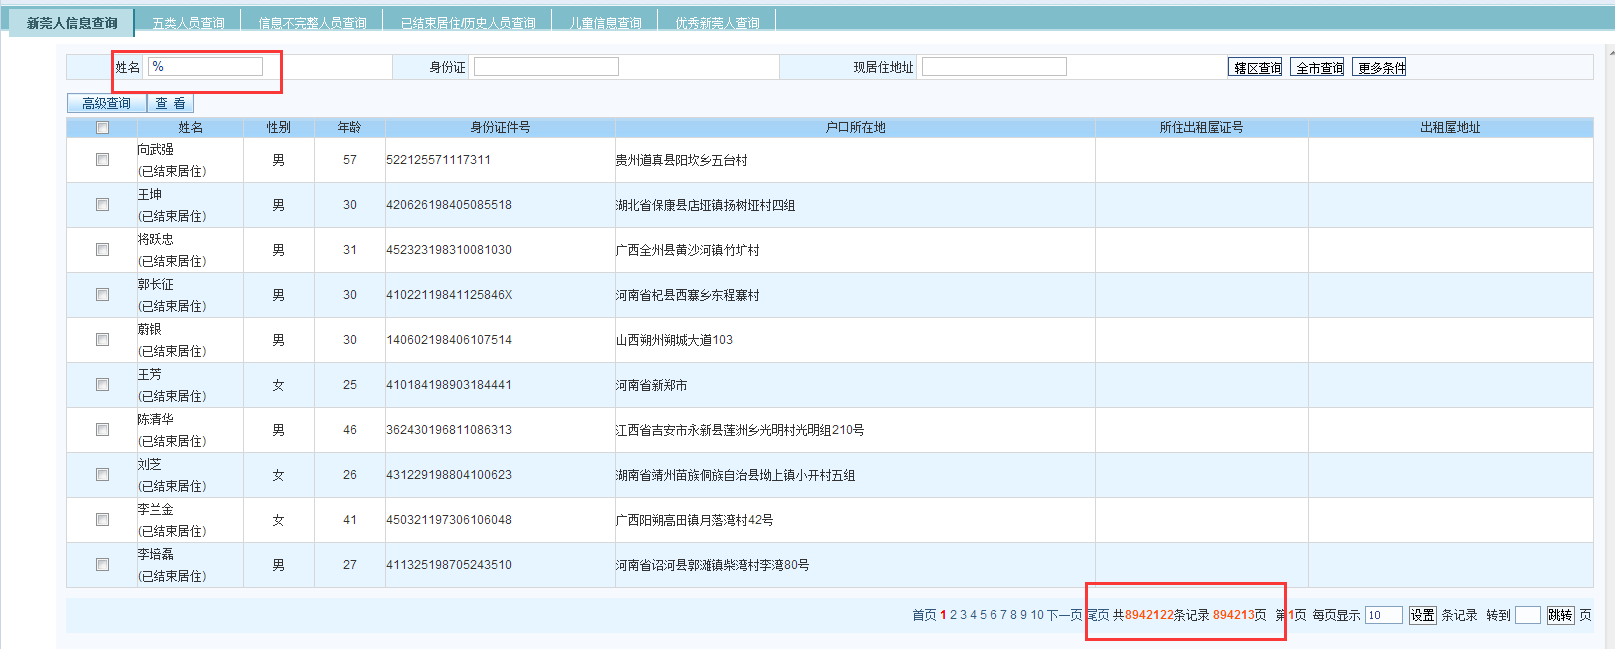 新莞人信息查询 五类人员查询 信息不完整人员查询 已结束居住/历史人员查询 儿童信息查询 优秀新莞人查询
姓名 % 身份证 现居住地址 辖区查询 全市查询 更多条件
高级查询 查 看
姓名 性别 年龄 身份证件号 户口所在地 所住出租屋证号 出租屋地址
向武强
(已结束居住) 男 57 522125571117311 贵州道真县阳坎乡五台村
王坤
(已结束居住) 男 30 420626198405085518 湖北省保康县店垭镇扬树垭村四组
将跃忠
(已结束居住) 男 31 452323198310081030 广西全州县黄沙河镇竹圹村
郭长征
(已结束居住) 男 30 41022119841125846X 河南省杞县西寨乡东程寨村
蔚银
(已结束居住) 男 30 140602198406107514 山西朔州朔城大道103
王芳
(已结束居住) 女 25 410184198903184441 河南省新郑市
陈清华
(已结束居住) 男 46 362430196811086313 江西省吉安市永新县莲洲乡光明村光明组210号
刘芝
(已结束居住) 女 26 431229198804100623 湖南省靖州苗族侗族自治县坳上镇小开村五组
李兰金
(已结束居住) 女 41 450321197306106048 广西阳朔高田镇月落湾村42号
李培磊
(已结束居住) 男 27 411325198705243510 河南省诏河县郭滩镇柴湾村李湾80号
首页 1 2 3 4 5 6 7 8 9 10 下一页 尾页 共8942122条记录 894213页 第1页 每页显示 10 设置 条记录 转到 跳转 页